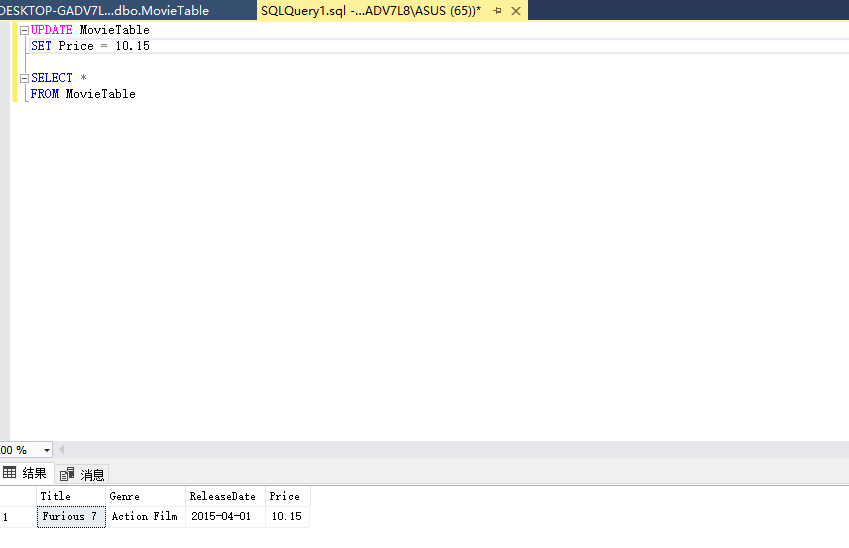 DESKTOP-GADV7L...dbo.MovieTable
SQLQuery1.sql -...ADV7L8\ASUS (65))*
UPDATE MovieTable
SET Price = 10.15
SELECT *
FROM MovieTable
00 %
结果
消息
Title Genre ReleaseDate Price
1 Furious 7 Action Film 2015-04-01 10.15